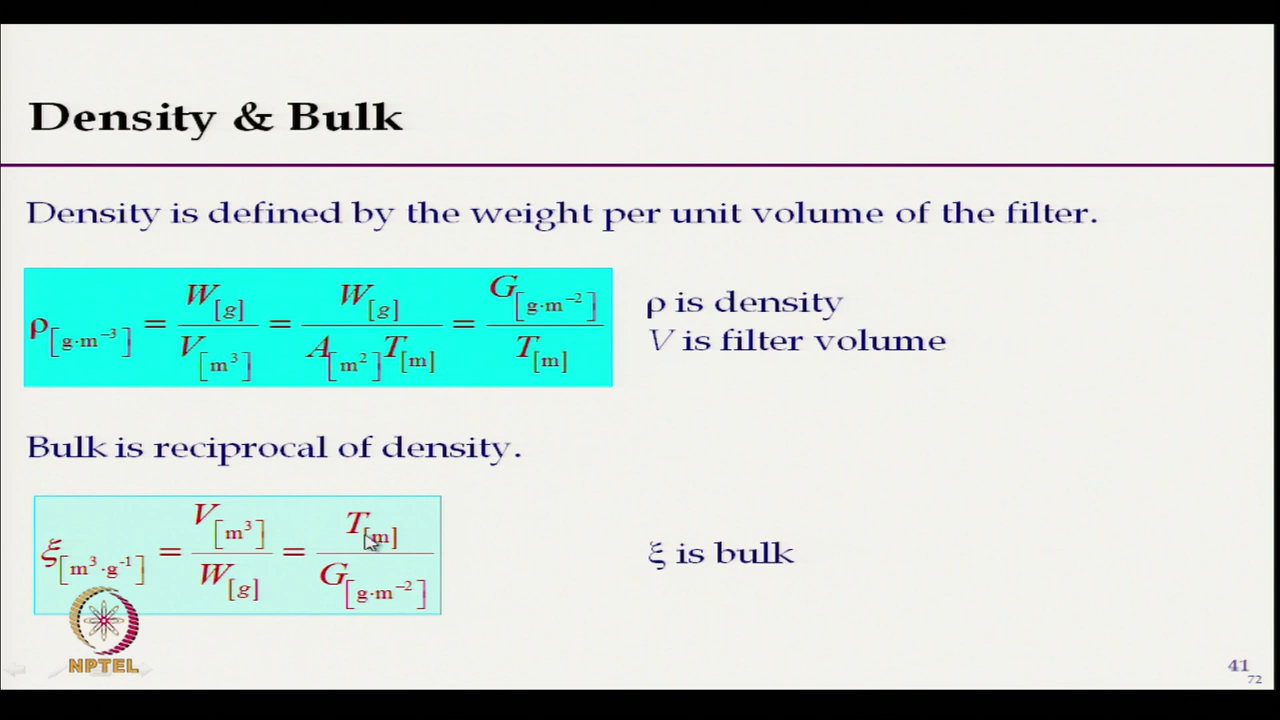 Density & Bulk
Density is defined by the weight per unit volume of the filter.
ρ[g·m⁻³] = W[g] / V[m³] = W[g] / A[m²] T[m] = G[g·m⁻²] / T[m]
ρ is density
V is filter volume
Bulk is reciprocal of density.
ξ[m³·g⁻¹] = V[m³] / W[g] = T[m] / G[g·m⁻²]
ξ is bulk
NPTEL
41
72